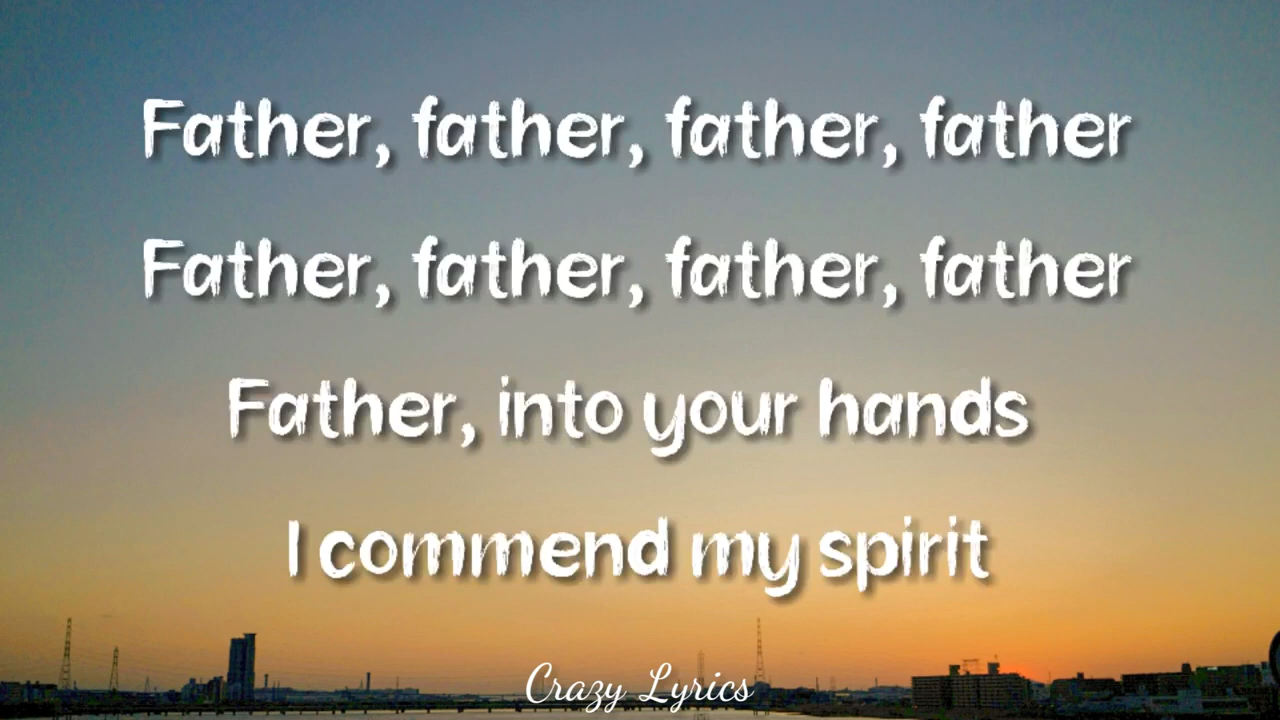 Father, father, father, father
Father, father, father, father
Father, into your hands
I commend my spirit
Crazy Lyrics